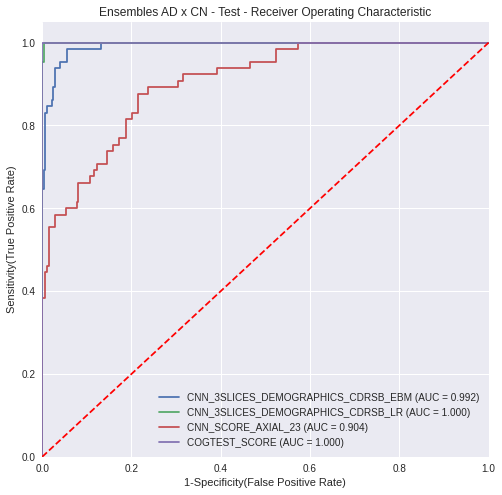 Ensembles AD x CN - Test - Receiver Operating Characteristic
1.0
0.8
0.6
0.4
0.2
0.0
Sensitivity(True Positive Rate)
CNN_3SLICES_DEMOGRAPHICS_CDRSB_EBM (AUC = 0.992)
CNN_3SLICES_DEMOGRAPHICS_CDRSB_LR (AUC = 1.000)
CNN_SCORE_AXIAL_23 (AUC = 0.904)
COGTEST_SCORE (AUC = 1.000)
0.0 0.2 0.4 0.6 0.8 1.0
1-Specificity(False Positive Rate)